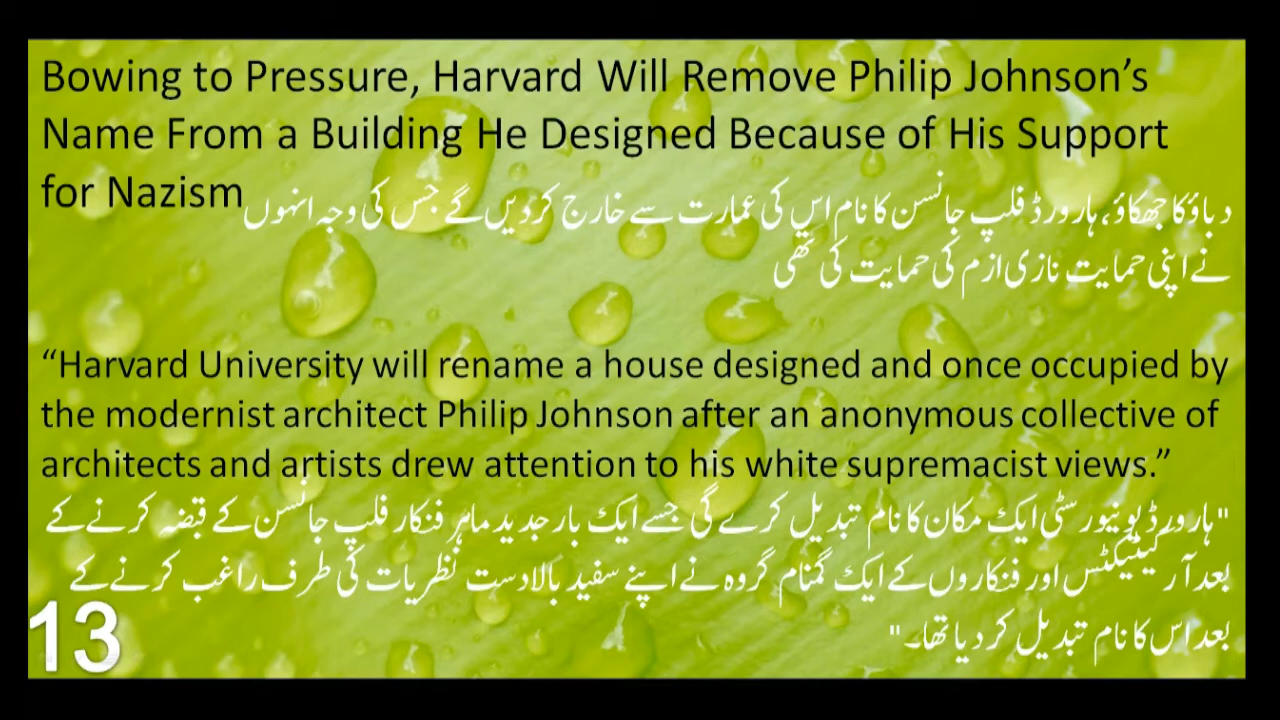 Bowing to Pressure, Harvard Will Remove Philip Johnson’s
Name From a Building He Designed Because of His Support
for Nazism
دباؤ کا جھکاؤ، ہارورڈ فلپ جانسن کا نام اس کی عمارت سے خارج کردیں گے جس کی وجہ انہوں
نے اپنی حمایت نازی ازم کی حمایت کی تھی
“Harvard University will rename a house designed and once occupied by
the modernist architect Philip Johnson after an anonymous collective of
architects and artists drew attention to his white supremacist views.”
"ہارورڈ یونیورسٹی ایک مکان کا نام تبدیل کرے گی جسے ایک بار جدید ماہر فنکار فلپ جانسن کے قبضہ کرنے کے
بعد آرکیٹیکٹس اور فنکاروں کے ایک گمنام گروہ نے اپنے سفید بالادست نظریات کی طرف راغب کرنے کے
بعد اس کا نام تبدیل کردیا تھا۔"
13